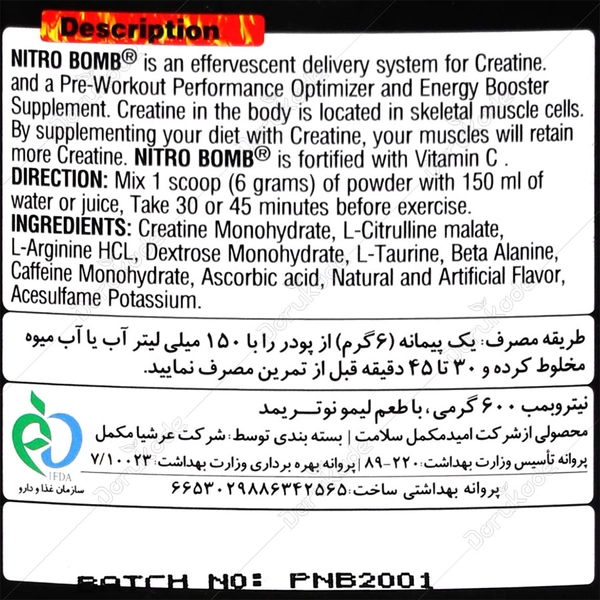 Description
NITRO BOMB® is an effervescent delivery system for Creatine.
and a Pre-Workout Performance Optimizer and Energy Booster
Supplement. Creatine in the body is located in skeletal muscle cells.
By supplementing your diet with Creatine, your muscles will retain
more Creatine. NITRO BOMB® is fortified with Vitamin C .
DIRECTION: Mix 1 scoop (6 grams) of powder with 150 ml of
water or juice, Take 30 or 45 minutes before exercise.
INGREDIENTS: Creatine Monohydrate, L-Citrulline malate,
L-Arginine HCL, Dextrose Monohydrate, L-Taurine, Beta Alanine,
Caffeine Monohydrate, Ascorbic acid, Natural and Artificial Flavor,
Acesulfame Potassium.
طریقه مصرف: یک پیمانه (۶ گرم) از پودر را با ۱۵۰ میلی لیتر آب یا آب میوه
مخلوط کرده و ۳۰ تا ۴۵ دقیقه قبل از تمرین مصرف نمایید.
نیتروبمب ۶۰۰ گرمی، با طعم لیمو نوتریمد
محصولی از شرکت امید مکمل سلامت | بسته بندی توسط: شرکت عرشیا مکمل
پروانه تأسیس وزارت بهداشت: ۲۲۰-۸۹ | پروانه بهره برداری وزارت بهداشت: ۷/۱۰۰۲۳
پروانه بهداشتی ساخت: ۶۶۵۳۰۲۹۸۸۶۳۴۲۵۶۵
IFDA
سازمان غذا و دارو
BATCH NO: PNB2001
Darukade